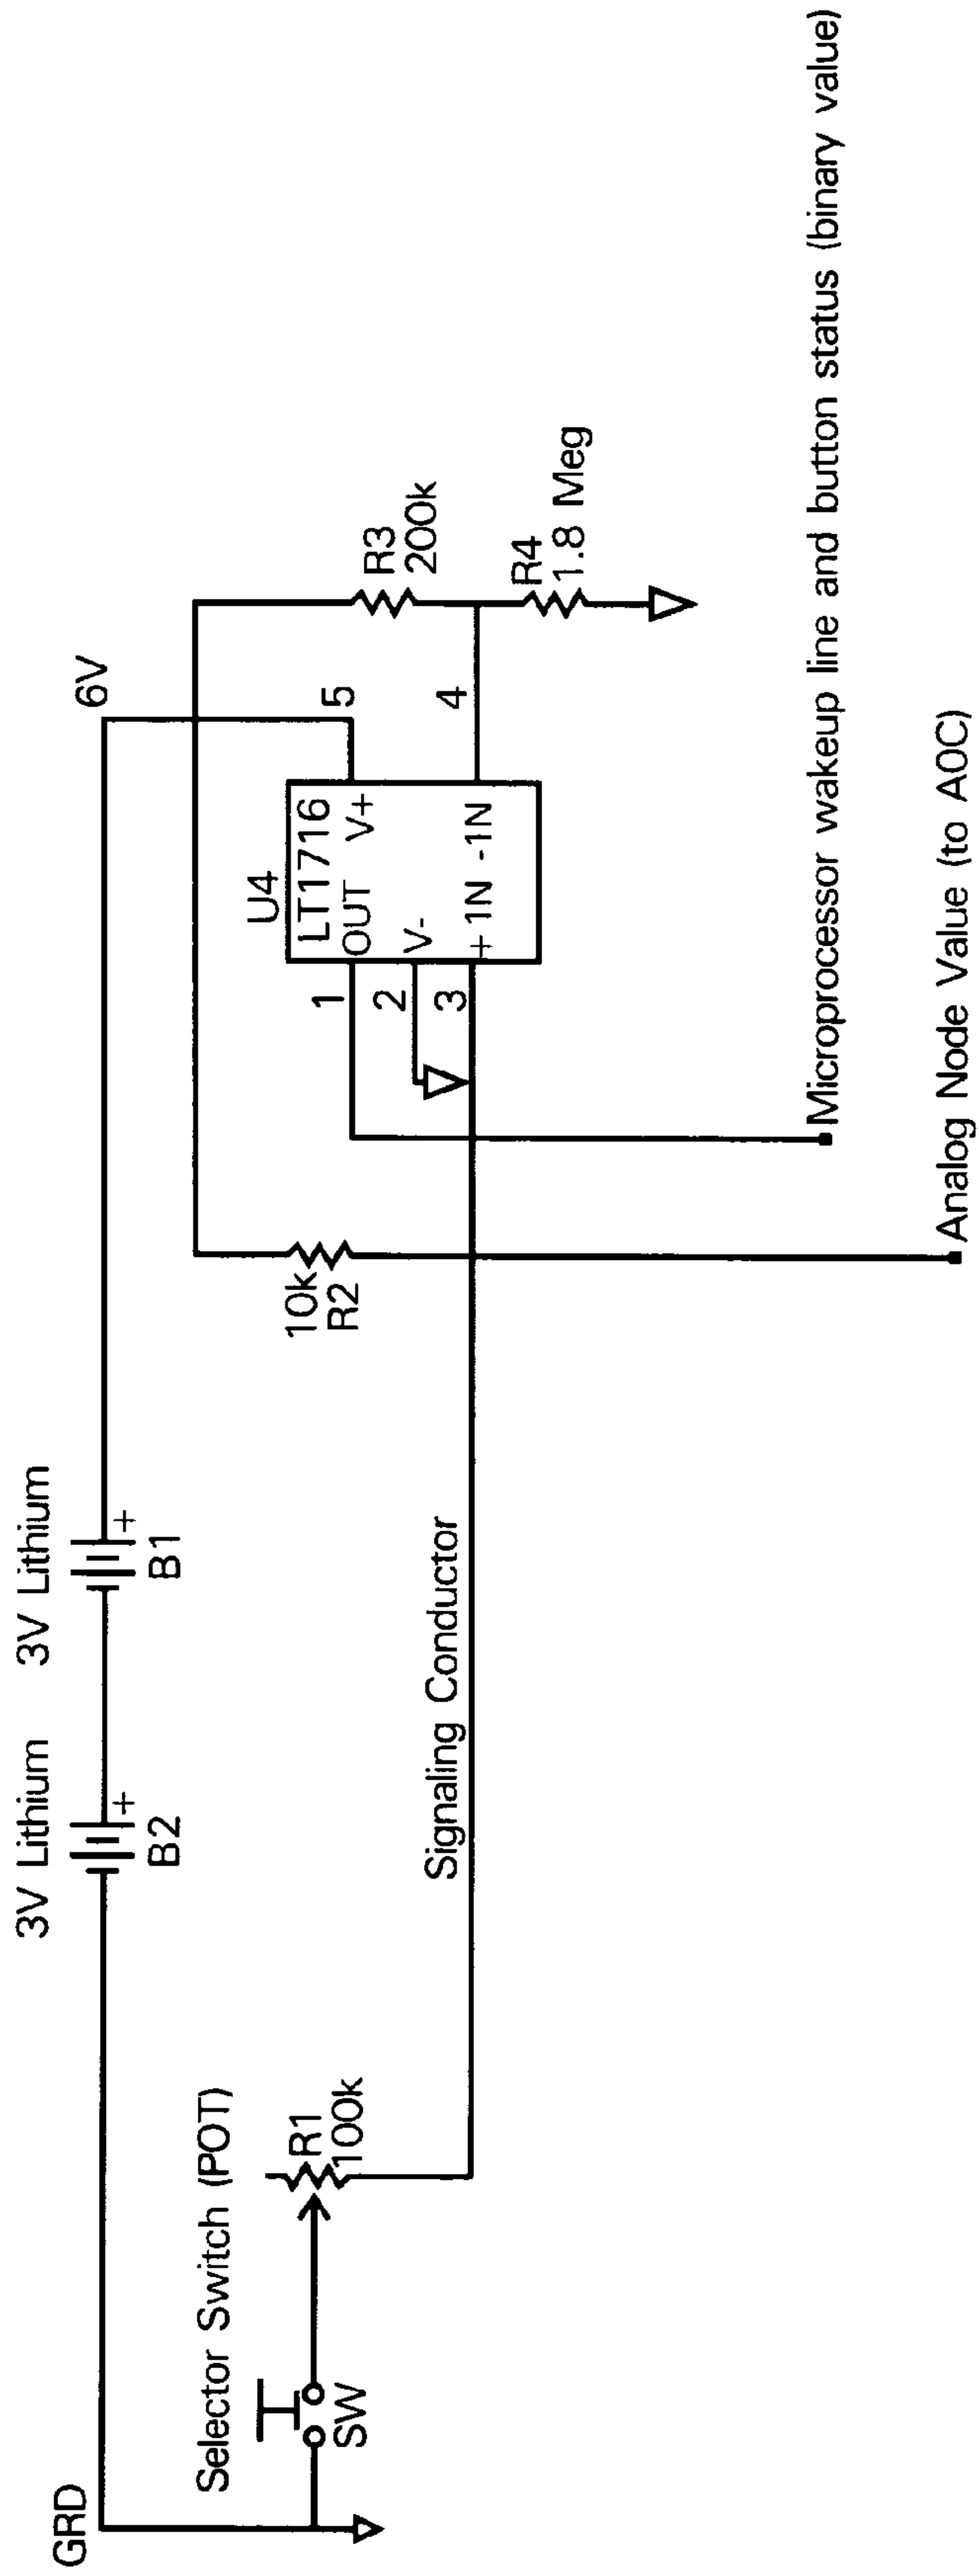 GRD
3V Lithium
3V Lithium
+
+
B2
B1
6V
Selector Switch (POT)
SW
R1
100k
Signaling Conductor
10k
R2
U4
LT1716
OUT
V+
V-
+1N -1N
1
2
3
5
4
R3
200k
R4
1.8 Meg
Microprocessor wakeup line and button status (binary value)
Analog Node Value (to A0C)